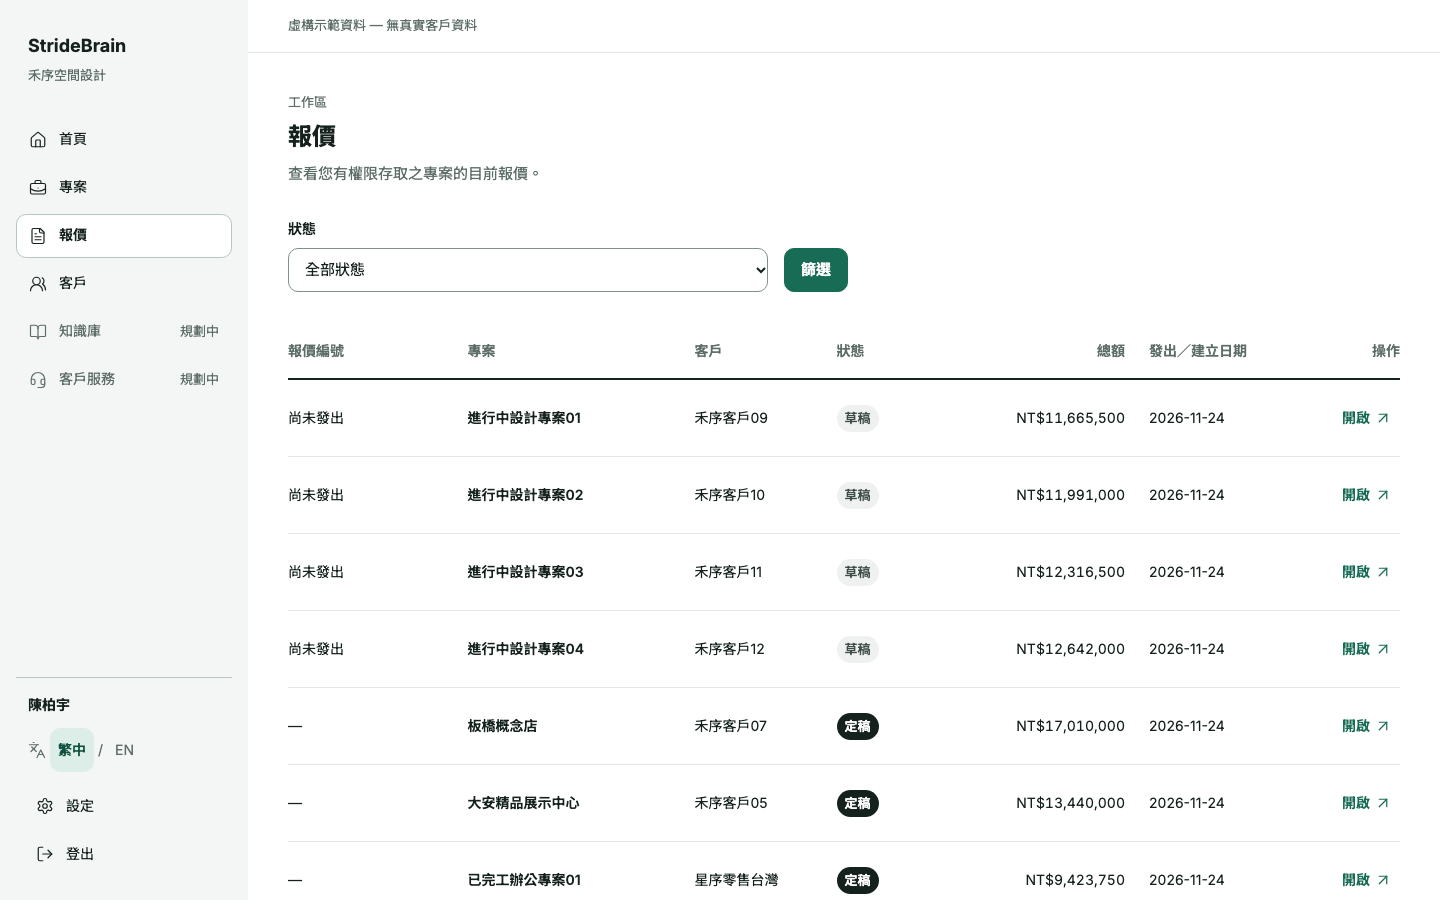 StrideBrain
禾序空間設計
首頁
專案
報價
客戶
知識庫 規劃中
客戶服務 規劃中
陳柏宇
繁中 / EN
設定
登出
虛構示範資料 — 無真實客戶資料
工作區
報價
查看您有權限存取之專案的目前報價。
狀態
全部狀態 篩選
報價編號 專案 客戶 狀態 總額 發出／建立日期 操作
尚未發出 進行中設計專案01 禾序客戶09 草稿 NT$11,665,500 2026-11-24 開啟
尚未發出 進行中設計專案02 禾序客戶10 草稿 NT$11,991,000 2026-11-24 開啟
尚未發出 進行中設計專案03 禾序客戶11 草稿 NT$12,316,500 2026-11-24 開啟
尚未發出 進行中設計專案04 禾序客戶12 草稿 NT$12,642,000 2026-11-24 開啟
— 板橋概念店 禾序客戶07 定稿 NT$17,010,000 2026-11-24 開啟
— 大安精品展示中心 禾序客戶05 定稿 NT$13,440,000 2026-11-24 開啟
— 已完工辦公專案01 星序零售台灣 定稿 NT$9,423,750 2026-11-24 開啟